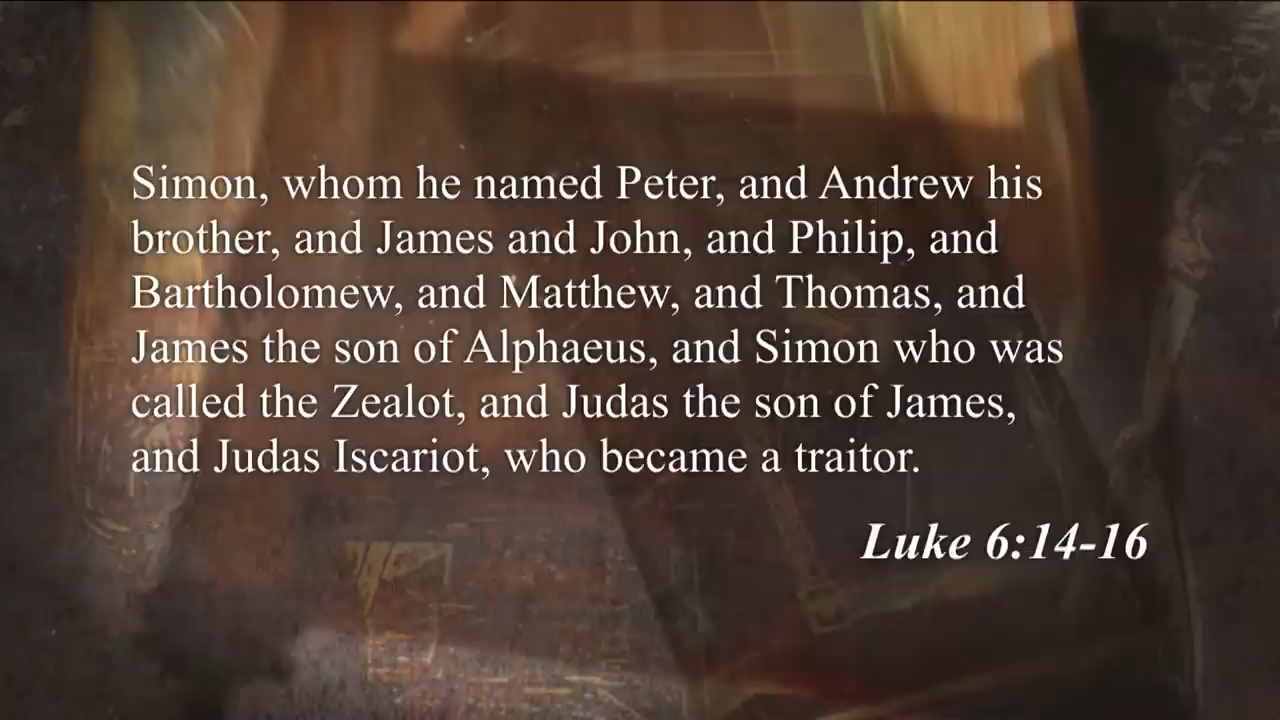 Simon, whom he named Peter, and Andrew his
brother, and James and John, and Philip, and
Bartholomew, and Matthew, and Thomas, and
James the son of Alphaeus, and Simon who was
called the Zealot, and Judas the son of James,
and Judas Iscariot, who became a traitor.
Luke 6:14-16